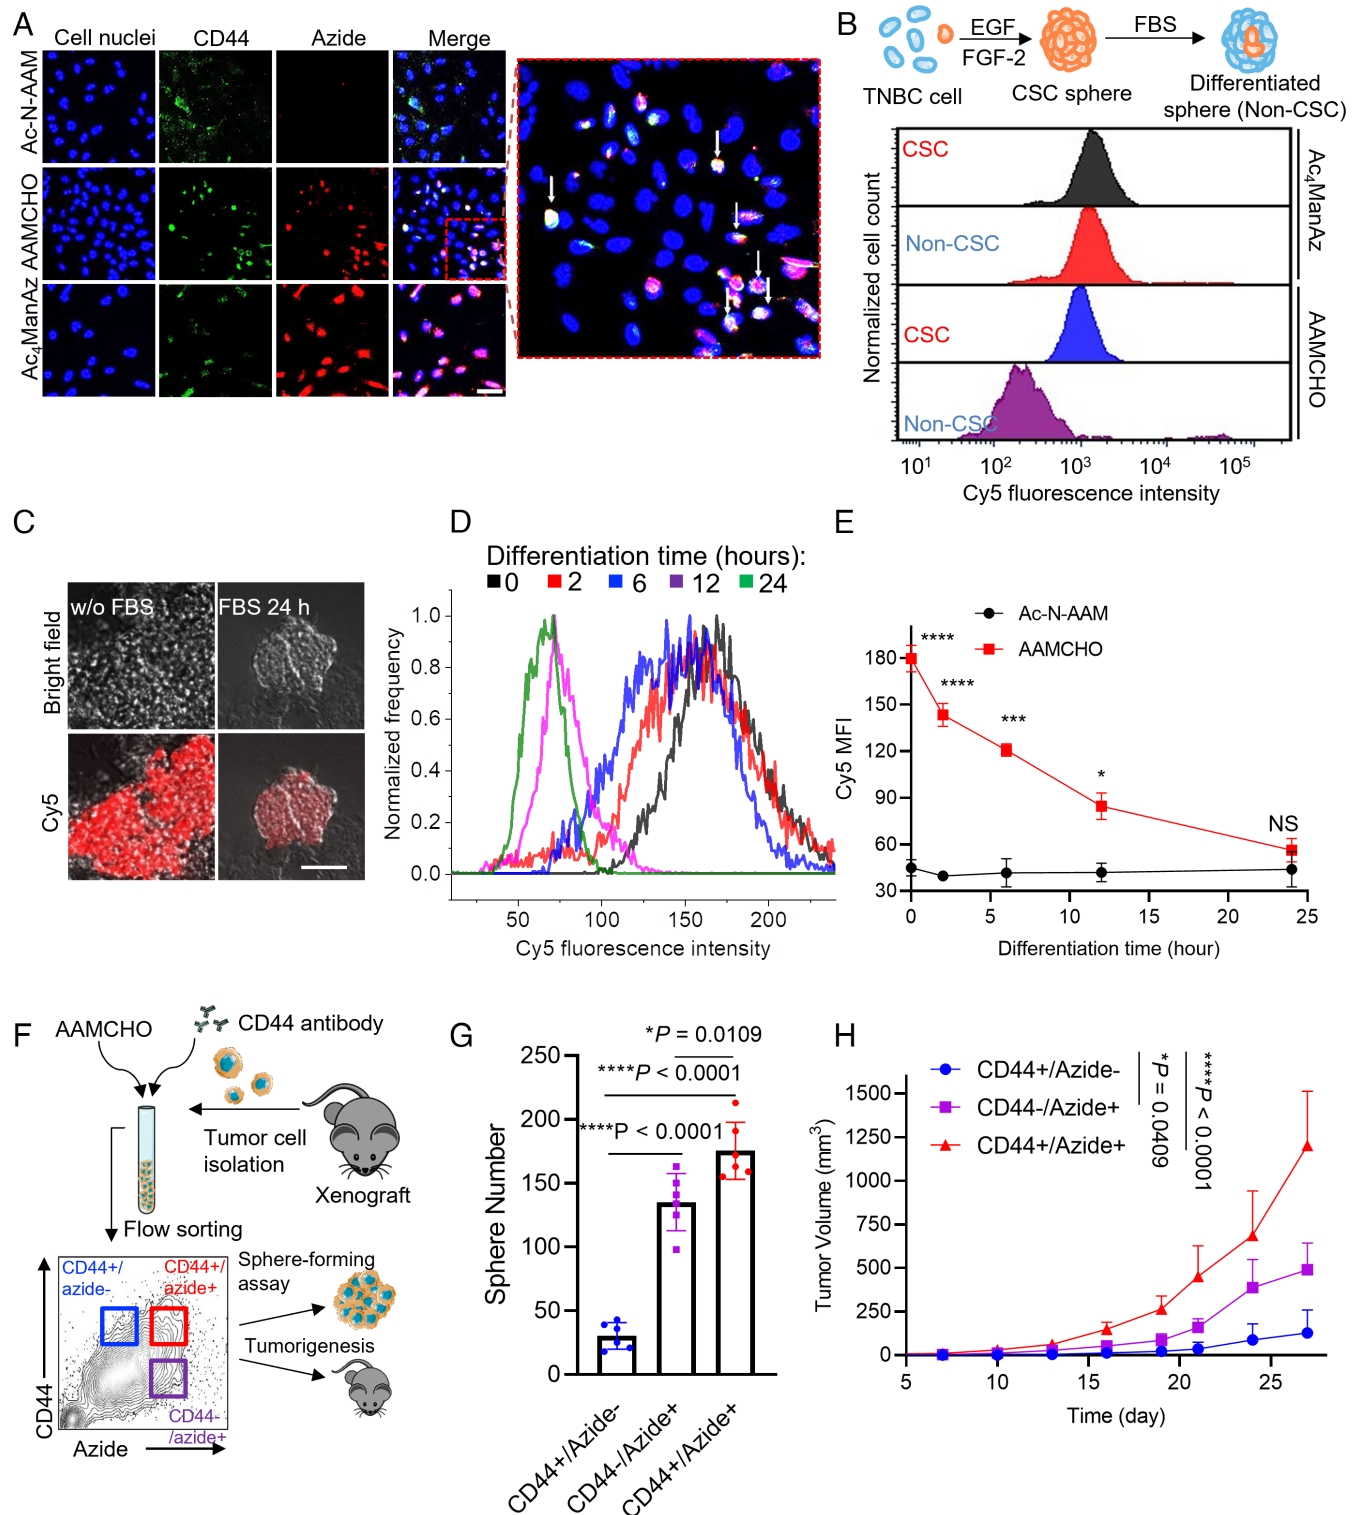 A
Cell nuclei
CD44
Azide
Merge
Ac-N-AAM
AAMCHO
Ac4ManAz
B
EGF
FGF-2
FBS
TNBC cell
CSC sphere
Differentiated
sphere (Non-CSC)
Normalized cell count
CSC
Non-CSC
CSC
Non-CSC
Ac4ManAz
AAMCHO
10¹ 10² 10³ 10⁴ 10⁵
Cy5 fluorescence intensity
C
w/o FBS
FBS 24 h
Bright field
Cy5
D
Differentiation time (hours):
0 2 6 12 24
Normalized frequency
1.0
0.8
0.6
0.4
0.2
0.0
50 100 150 200
Cy5 fluorescence intensity
E
Ac-N-AAM
AAMCHO
Cy5 MFI
180
150
120
90
60
30
****
****
***
*
NS
0 5 10 15 20 25
Differentiation time (hour)
F
AAMCHO
CD44 antibody
Tumor cell
isolation
Xenograft
Flow sorting
CD44+/
azide-
CD44+/
azide+
CD44-
/azide+
CD44
Azide
Sphere-forming
assay
Tumorigenesis
G
*P = 0.0109
****P < 0.0001
****P < 0.0001
Sphere Number
250
200
150
100
50
0
CD44+/Azide-
CD44-/Azide+
CD44+/Azide+
H
CD44+/Azide-
CD44-/Azide+
CD44+/Azide+
*P = 0.0409
****P < 0.0001
Tumor Volume (mm³)
1500
1250
1000
750
500
250
0
5 10 15 20 25
Time (day)